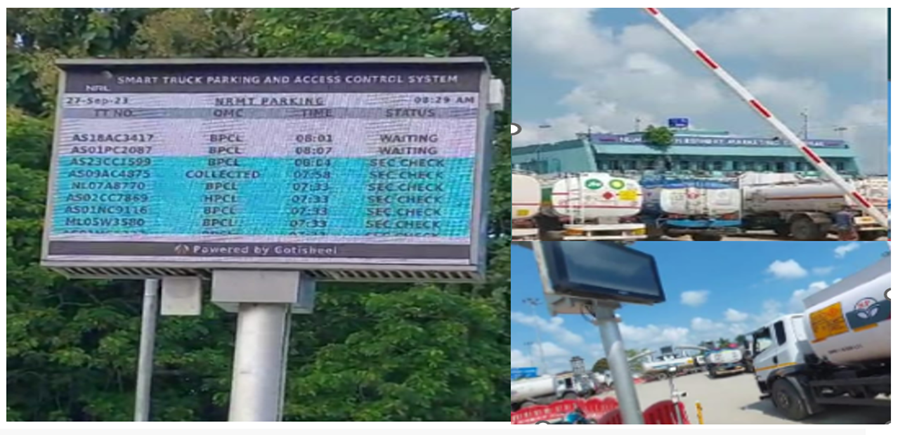 SMART TRUCK PARKING AND ACCESS CONTROL SYSTEM
NRL
27-Sep-23 NRMT PARKING 08:29 AM
TT NO. OMC TIME STATUS
AS18AC3417 BPCL 08:01 WAITING
AS01PC2087 BPCL 08:07 WAITING
AS23CC1599 BPCL 08:04 SEC CHECK
AS09AC4875 COLLECTED 07:58 SEC CHECK
NL07A8770 BPCL 07:33 SEC CHECK
AS02CC7869 HPCL 07:33 SEC CHECK
AS01NC9116 BPCL 07:33 SEC CHECK
ML05W3580 BPCL 07:33 SEC CHECK
Powered by Gotisheel